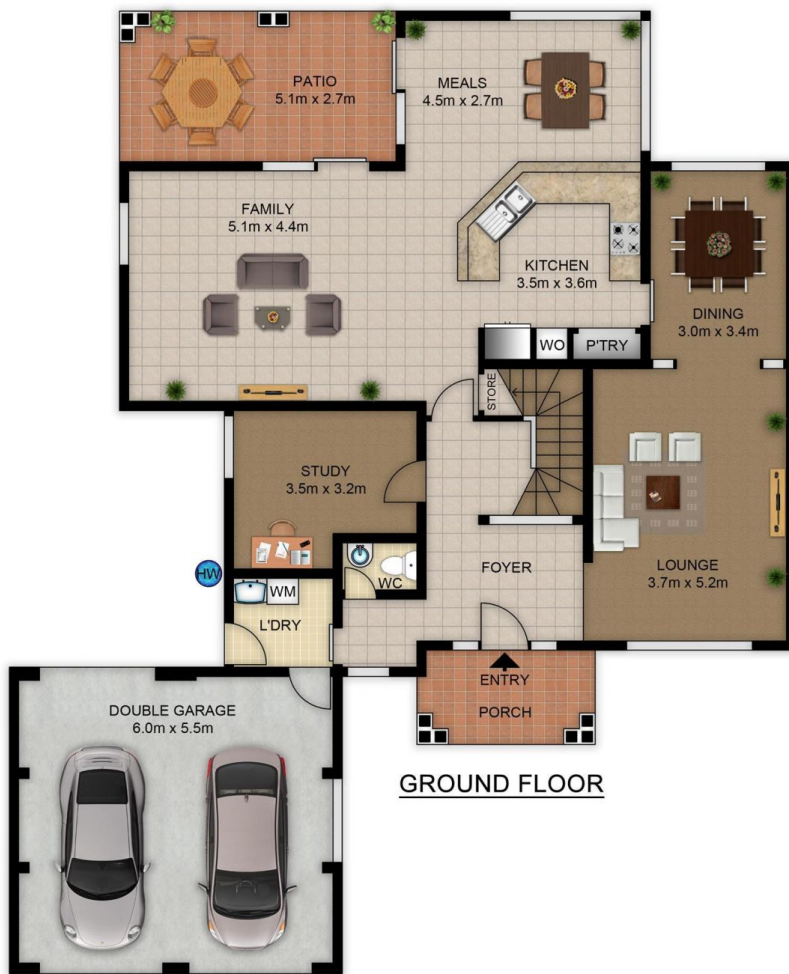 PATIO
5.1m x 2.7m
MEALS
4.5m x 2.7m
FAMILY
5.1m x 4.4m
KITCHEN
3.5m x 3.6m
DINING
3.0m x 3.4m
WO
P'TRY
STORE
STUDY
3.5m x 3.2m
LOUNGE
3.7m x 5.2m
FOYER
HW
WC
WM
L'DRY
ENTRY
PORCH
DOUBLE GARAGE
6.0m x 5.5m
GROUND FLOOR